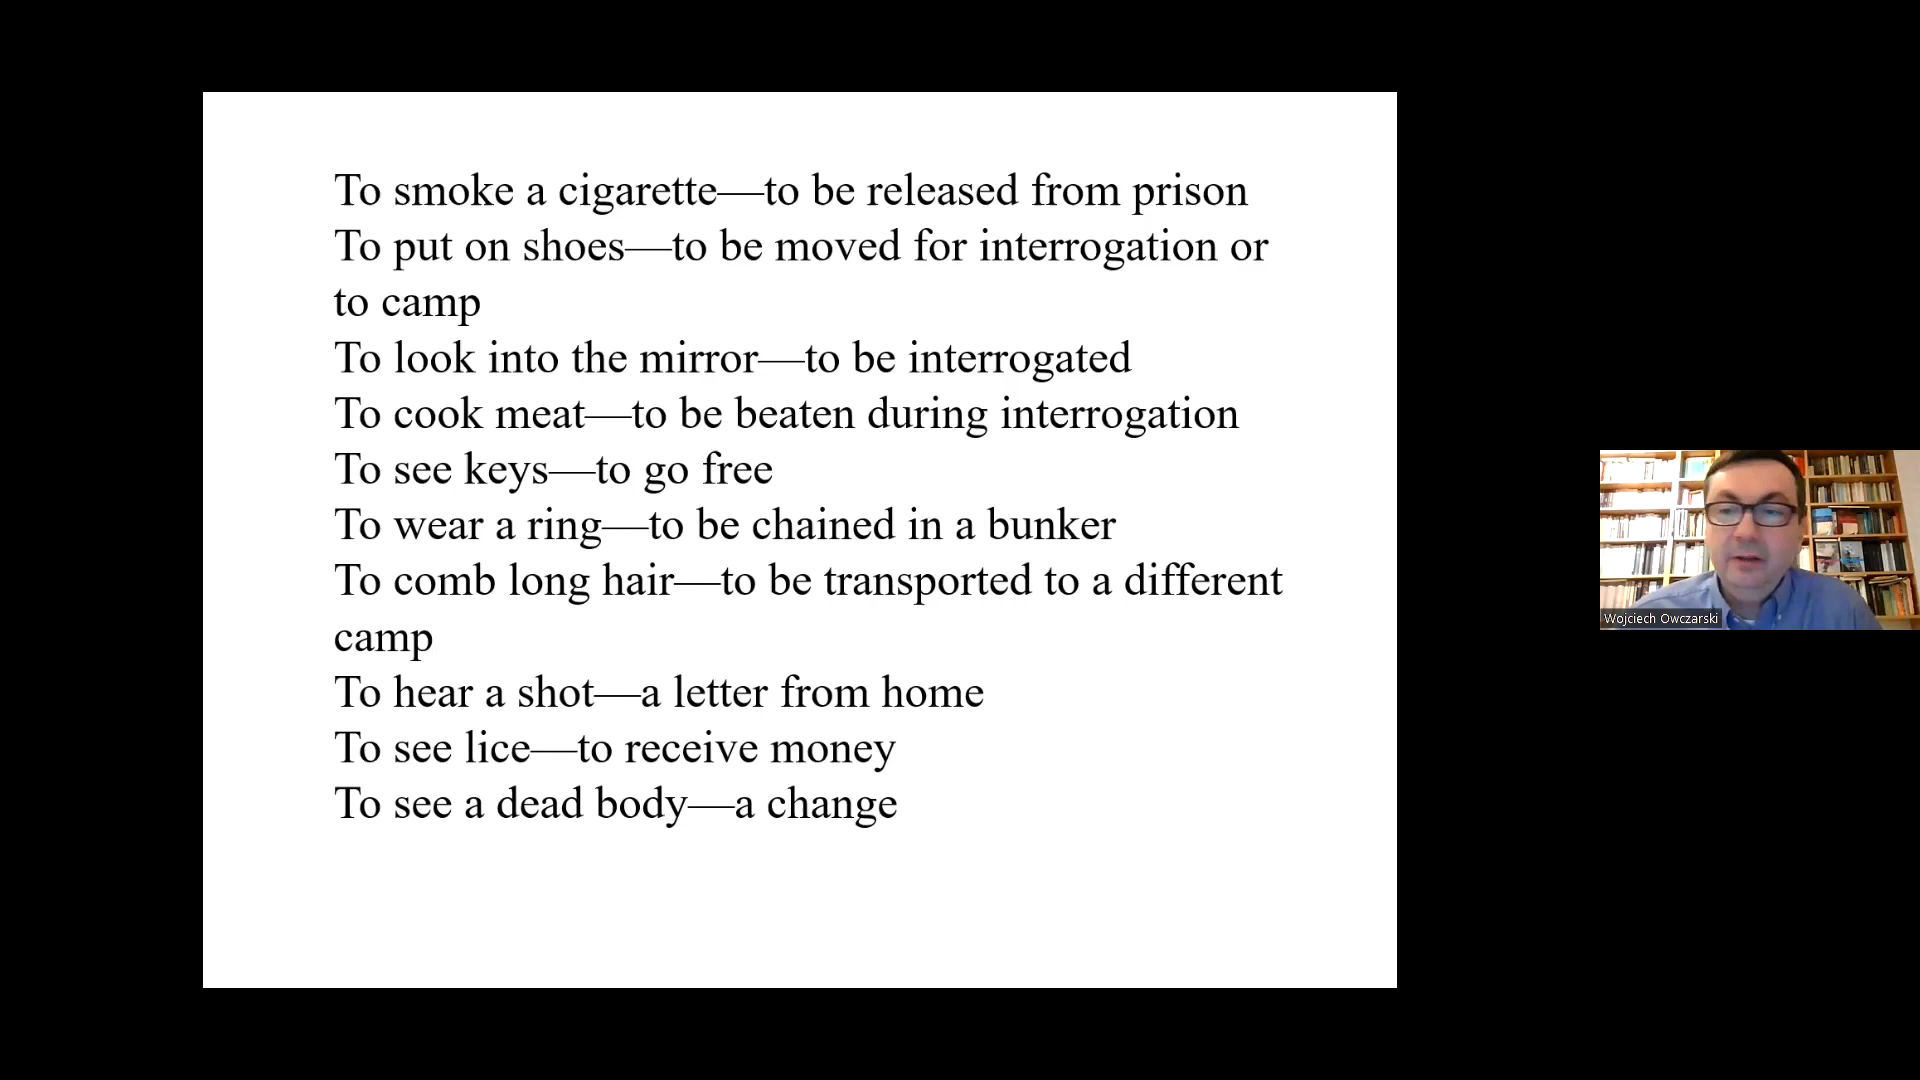 To smoke a cigarette—to be released from prison
To put on shoes—to be moved for interrogation or
to camp
To look into the mirror—to be interrogated
To cook meat—to be beaten during interrogation
To see keys—to go free
To wear a ring—to be chained in a bunker
To comb long hair—to be transported to a different
camp
To hear a shot—a letter from home
To see lice—to receive money
To see a dead body—a change
Wojciech Owczarski